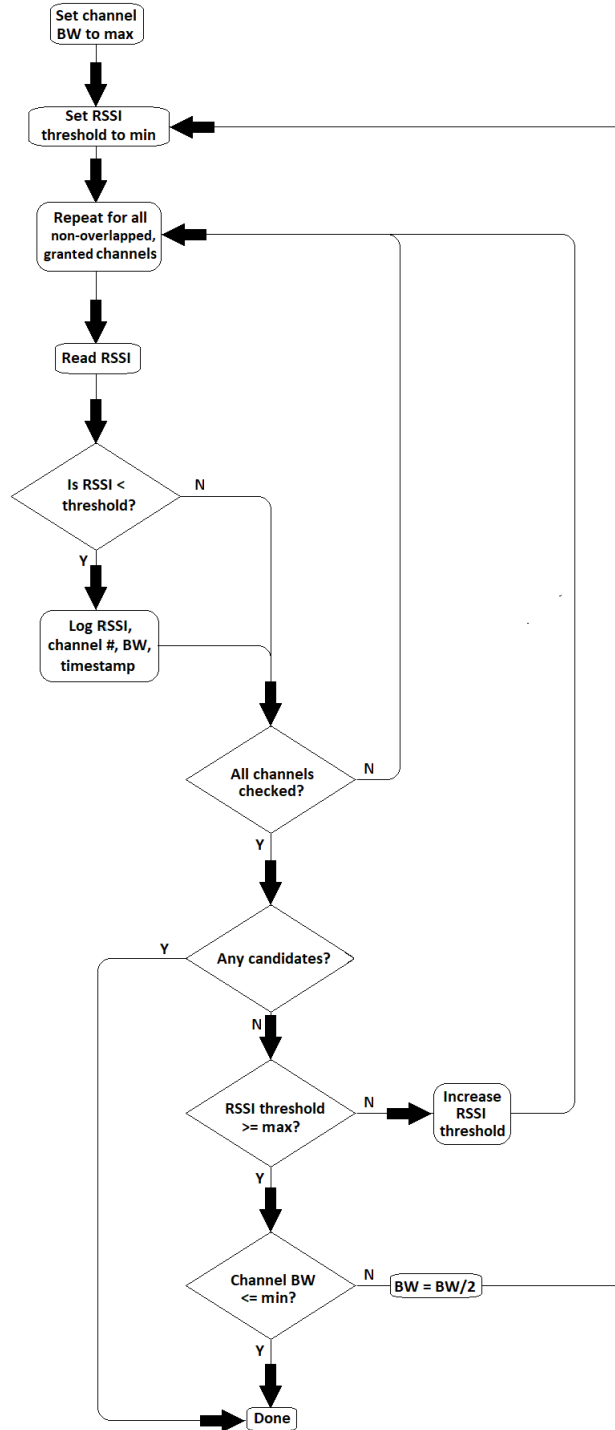 Set channel
BW to max
Set RSSI
threshold to min
Repeat for all
non-overlapped,
granted channels
Read RSSI
Is RSSI <
threshold?
N
Y
Log RSSI,
channel #, BW,
timestamp
All channels
checked?
N
Y
Any candidates?
Y
N
RSSI threshold
>= max?
N
Increase
RSSI
threshold
Y
Channel BW
<= min?
N
BW = BW/2
Y
Done